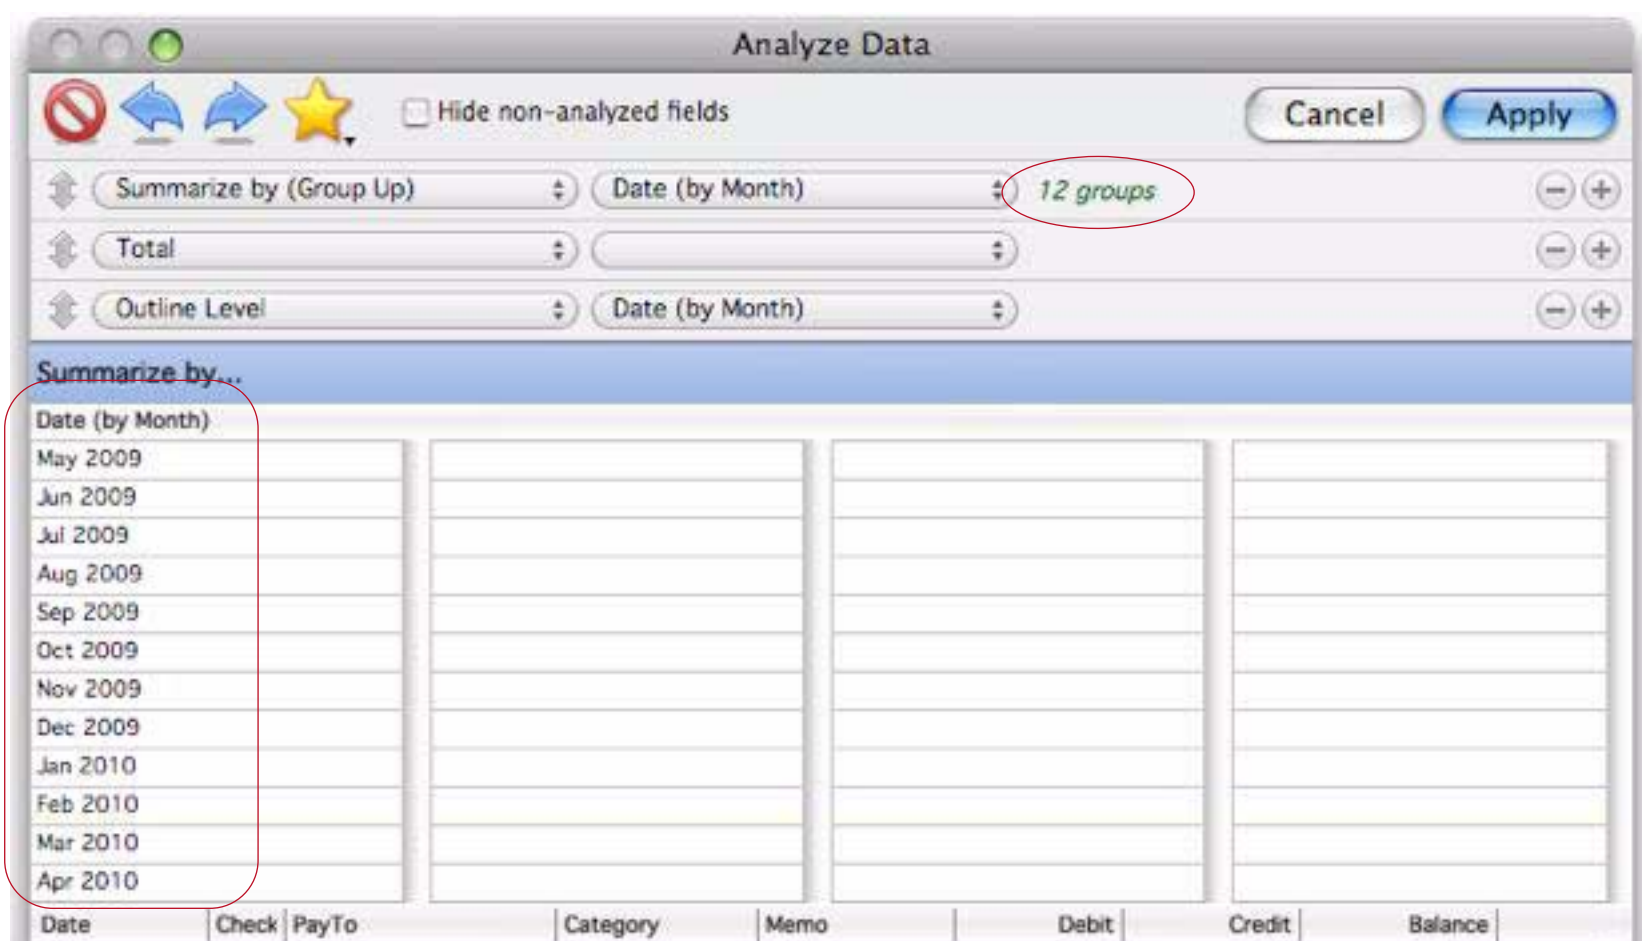 Analyze Data
Hide non-analyzed fields Cancel Apply
Summarize by (Group Up) Date (by Month) 12 groups
Total
Outline Level Date (by Month)
Summarize by...
Date (by Month)
May 2009
Jun 2009
Jul 2009
Aug 2009
Sep 2009
Oct 2009
Nov 2009
Dec 2009
Jan 2010
Feb 2010
Mar 2010
Apr 2010
Date Check PayTo Category Memo Debit Credit Balance